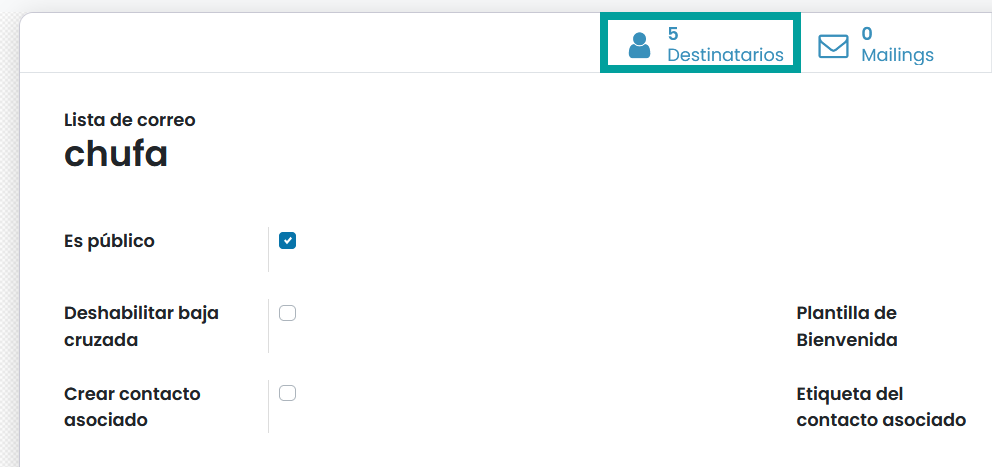 5
Destinatarios
0
Mailings
Lista de correo
chufa
Es público
Deshabilitar baja
cruzada
Plantilla de
Bienvenida
Crear contacto
asociado
Etiqueta del
contacto asociado